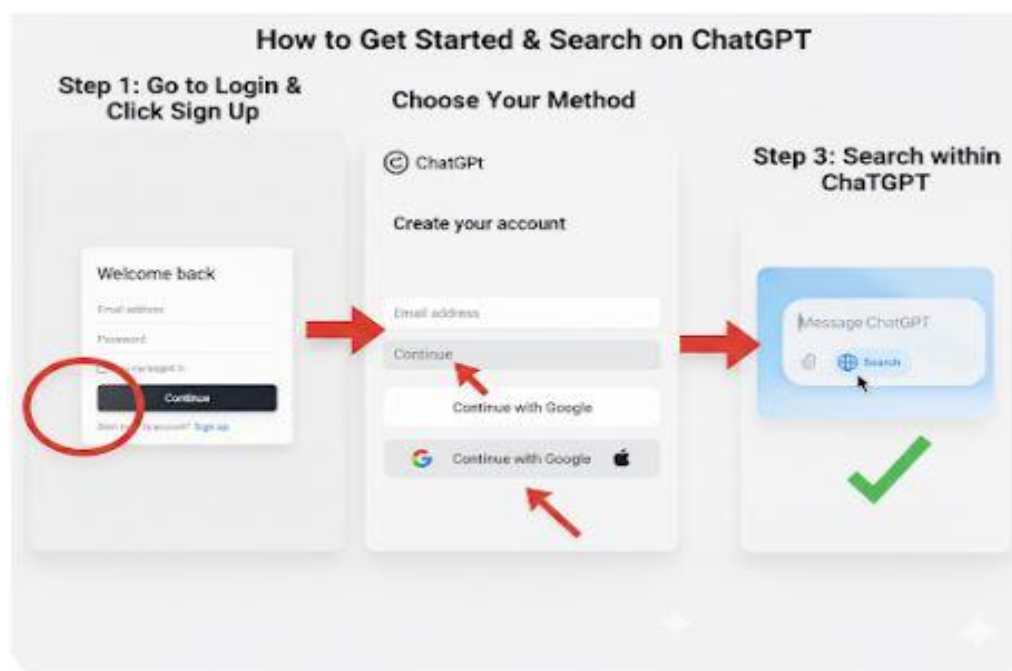 How to Get Started & Search on ChatGPT
Step 1: Go to Login &
Click Sign Up
Welcome back
Email address
Password
Continue
Sign up
Choose Your Method
ChatGPt
Create your account
Email address
Continue
Continue with Google
Continue with Google
Step 3: Search within
ChaTGPT
Message ChatGPT
Search